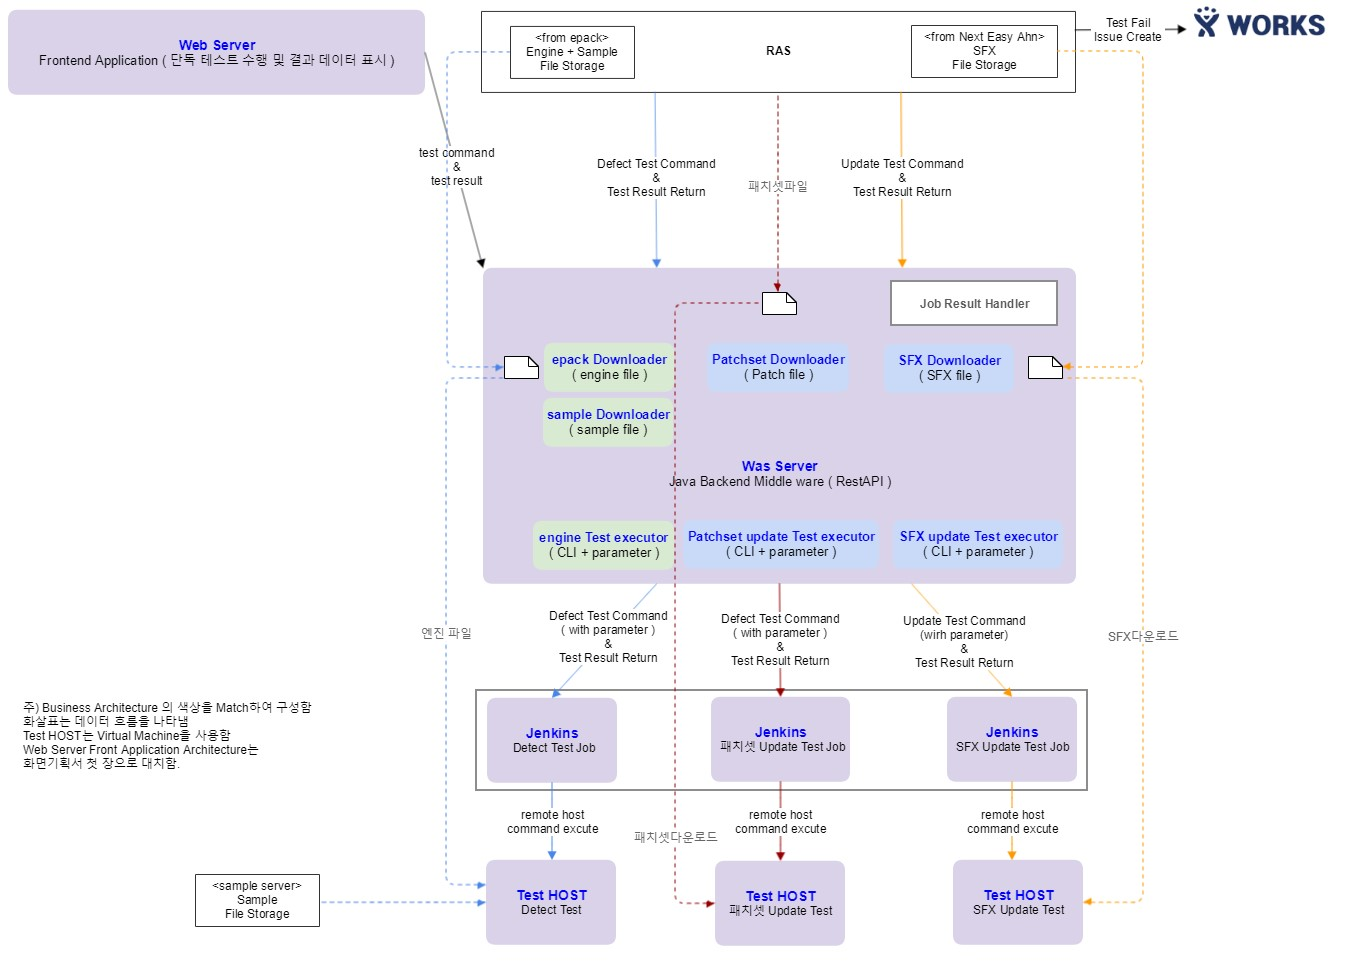 Web Server
Frontend Application ( 단독 테스트 수행 및 결과 데이터 표시 )
<from epack>
Engine + Sample
File Storage
RAS
<from Next Easy Ahn>
SFX
File Storage
Test Fail
Issue Create
WORKS
test command
&
test result
Defect Test Command
&
Test Result Return
패치셋파일
Update Test Command
&
Test Result Return
Job Result Handler
epack Downloader
( engine file )
Patchset Downloader
( Patch file )
SFX Downloader
( SFX file )
sample Downloader
( sample file )
Was Server
Java Backend Middle ware ( RestAPI )
engine Test executor
( CLI + parameter )
Patchset update Test executor
( CLI + parameter )
SFX update Test executor
( CLI + parameter )
엔진 파일
Defect Test Command
( with parameter )
&
Test Result Return
Defect Test Command
( with parameter )
&
Test Result Return
Update Test Command
(wirh parameter)
&
Test Result Return
SFX다운로드
주) Business Architecture 의 색상을 Match하여 구성함
화살표는 데이터 흐름을 나타냄
Test HOST는 Virtual Machine을 사용함
Web Server Front Application Architecture는
화면기획서 첫 장으로 대치함.
Jenkins
Detect Test Job
Jenkins
패치셋 Update Test Job
Jenkins
SFX Update Test Job
remote host
command excute
패치셋다운로드
remote host
command excute
remote host
command excute
<sample server>
Sample
File Storage
Test HOST
Detect Test
Test HOST
패치셋 Update Test
Test HOST
SFX Update Test